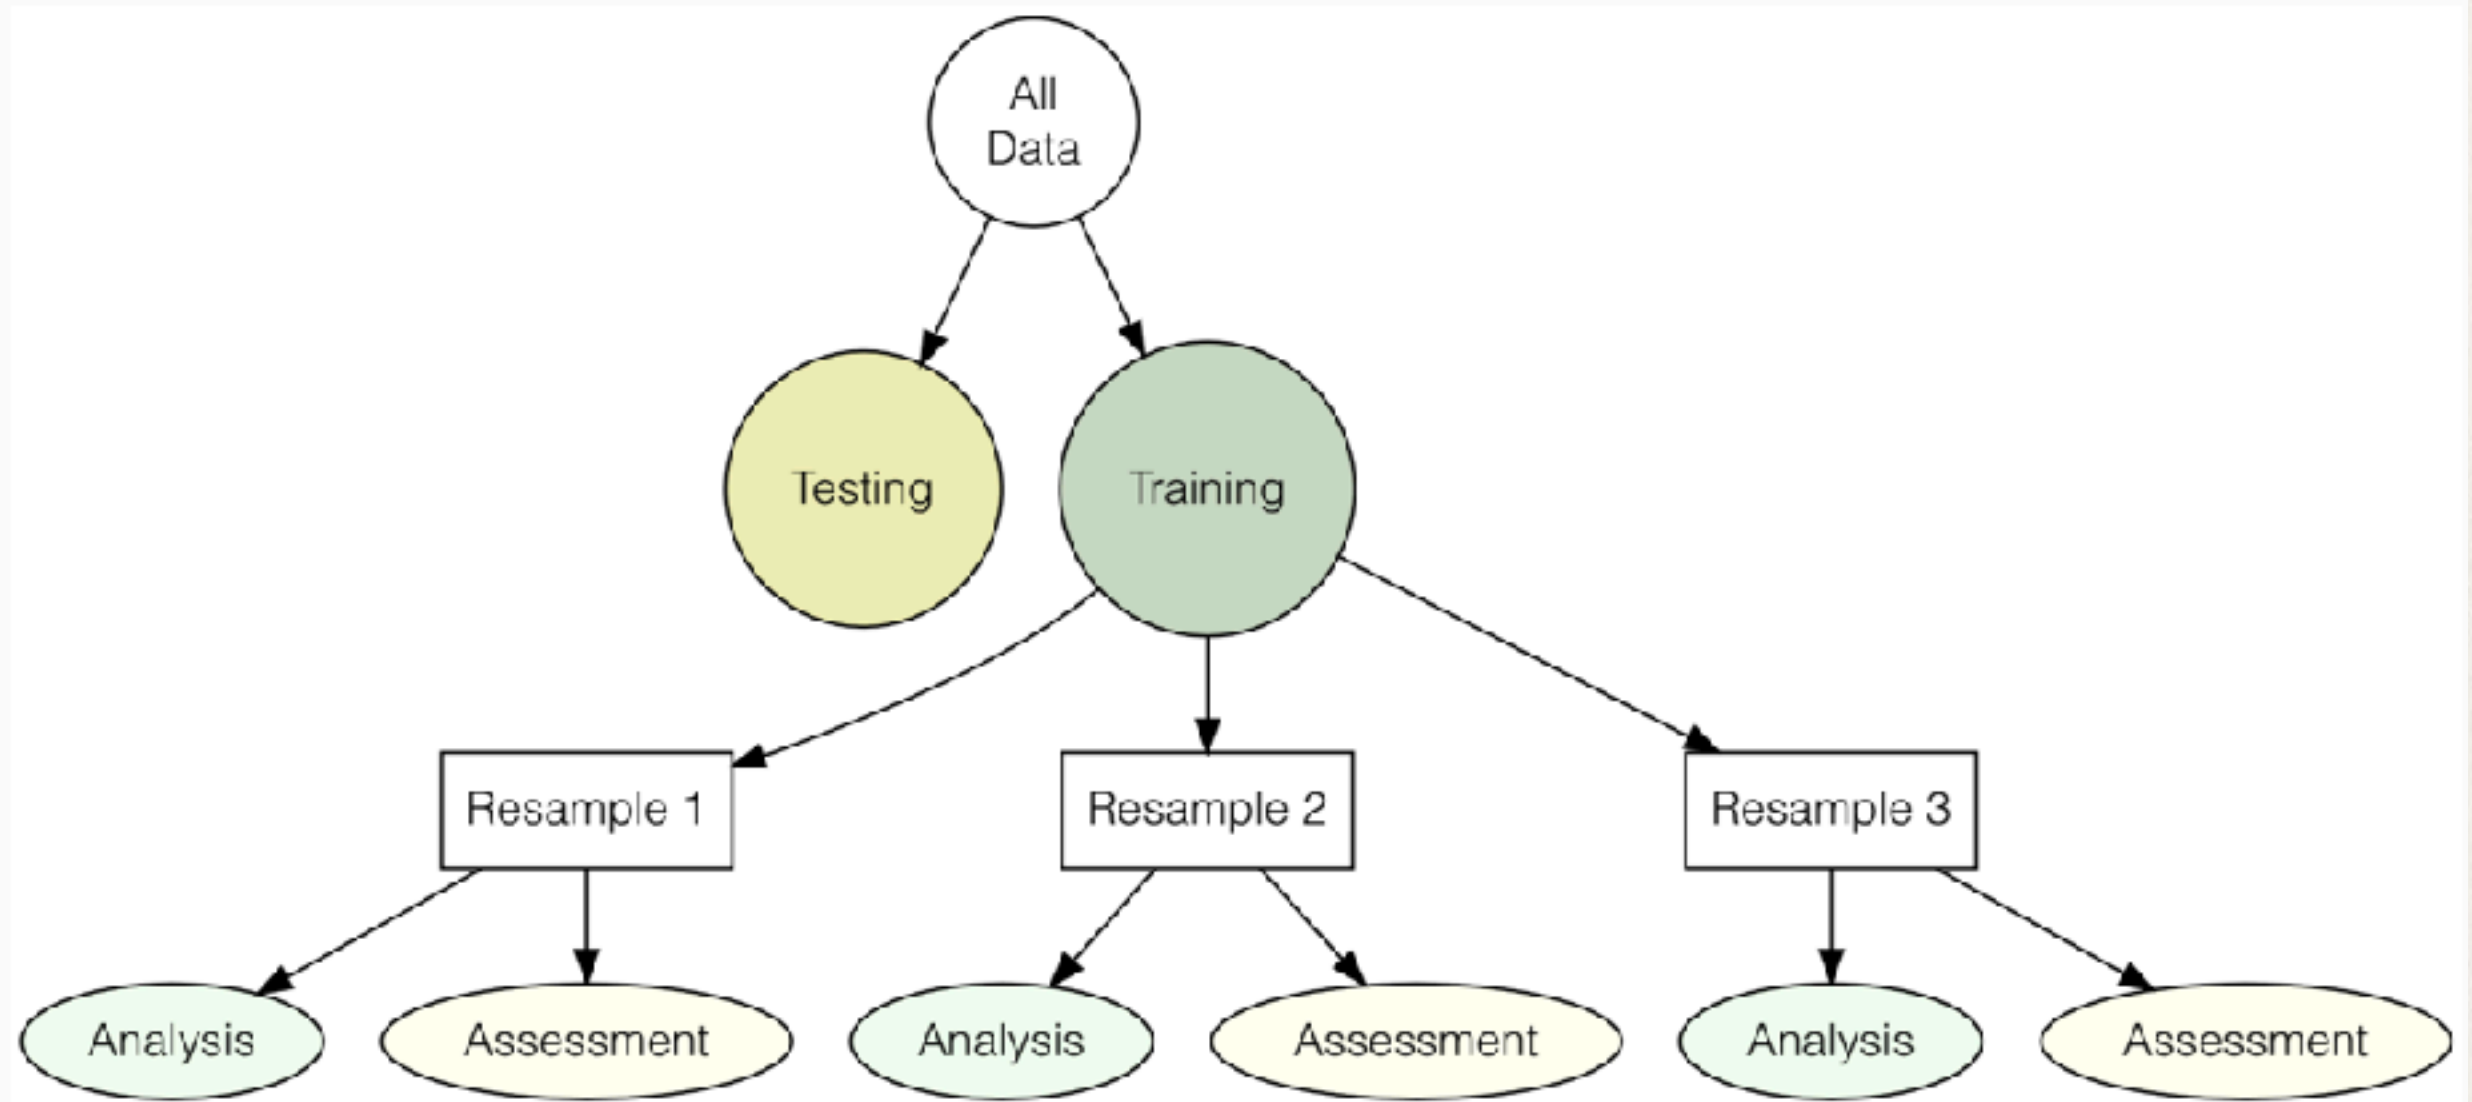 All
Data
Testing
Training
Resample 1
Resample 2
Resample 3
Analysis
Assessment
Analysis
Assessment
Analysis
Assessment